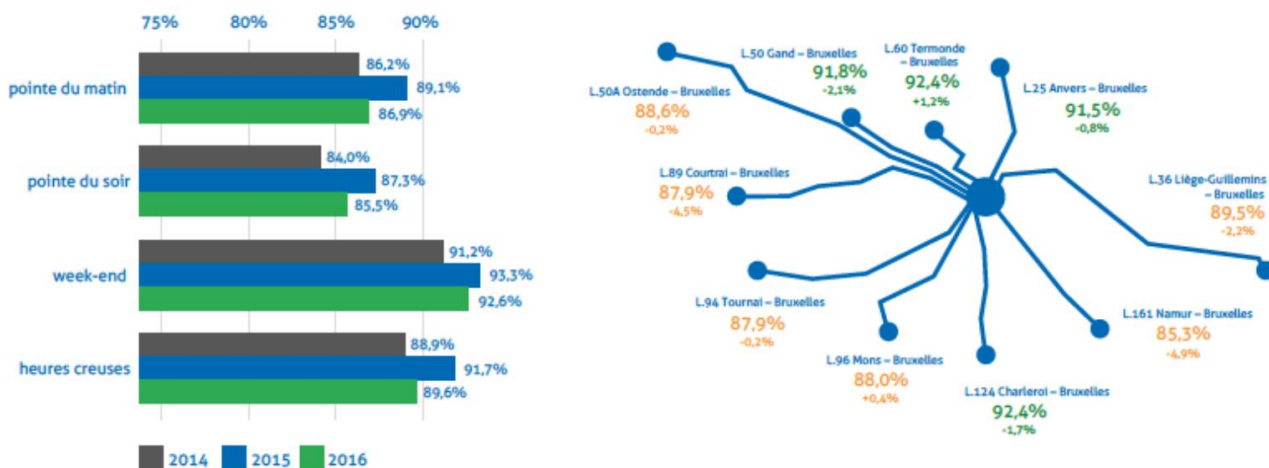 75% 80% 85% 90%
pointe du matin
86,2%
89,1%
86,9%
pointe du soir
84,0%
87,3%
85,5%
week-end
91,2%
93,3%
92,6%
heures creuses
88,9%
91,7%
89,6%
2014 2015 2016
L.50A Ostende – Bruxelles
88,6%
-0,2%
L.50 Gand – Bruxelles
91,8%
-2,1%
L.60 Termonde
– Bruxelles
92,4%
+1,2%
L.25 Anvers – Bruxelles
91,5%
-0,8%
L.89 Courtrai – Bruxelles
87,9%
-4,5%
L.36 Liège-Guillemins
– Bruxelles
89,5%
-2,2%
L.94 Tournai – Bruxelles
87,9%
-0,2%
L.96 Mons – Bruxelles
88,0%
+0,4%
L.124 Charleroi – Bruxelles
92,4%
-1,7%
L.161 Namur – Bruxelles
85,3%
-4,9%